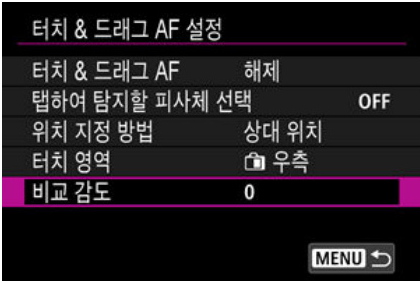 터치 & 드래그 AF 설정
터치 & 드래그 AF 해제
탭하여 탐지할 피사체 선택 OFF
위치 지정 방법 상대 위치
터치 영역 우측
비교 감도 0
MENU